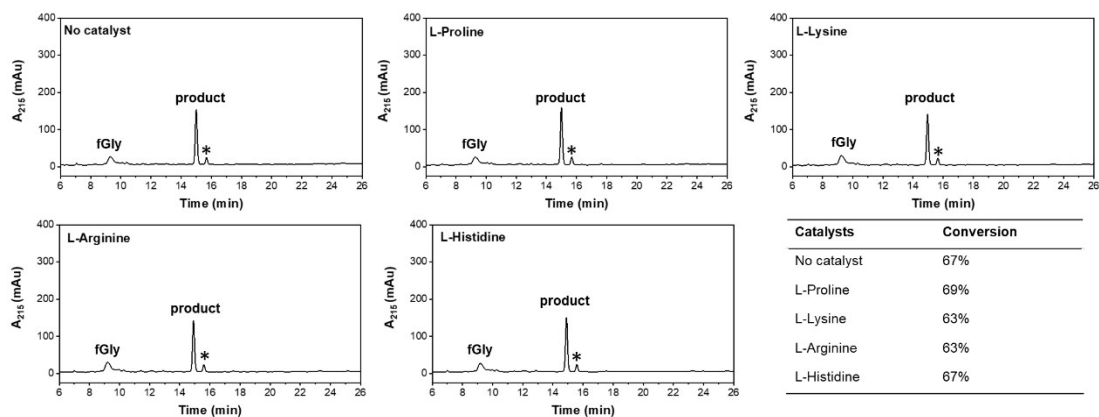 No catalyst
400
300
200
100
0
A215 (mAu)
product
fGly
*
6 8 10 12 14 16 18 20 22 24 26
Time (min)
L-Proline
400
300
200
100
0
A215 (mAu)
product
fGly
*
6 8 10 12 14 16 18 20 22 24 26
Time (min)
L-Lysine
400
300
200
100
0
A215 (mAu)
product
fGly
*
6 8 10 12 14 16 18 20 22 24 26
Time (min)
L-Arginine
400
300
200
100
0
A215 (mAu)
product
fGly
*
6 8 10 12 14 16 18 20 22 24 26
Time (min)
L-Histidine
400
300
200
100
0
A215 (mAu)
product
fGly
*
6 8 10 12 14 16 18 20 22 24 26
Time (min)
Catalysts Conversion
No catalyst 67%
L-Proline 69%
L-Lysine 63%
L-Arginine 63%
L-Histidine 67%